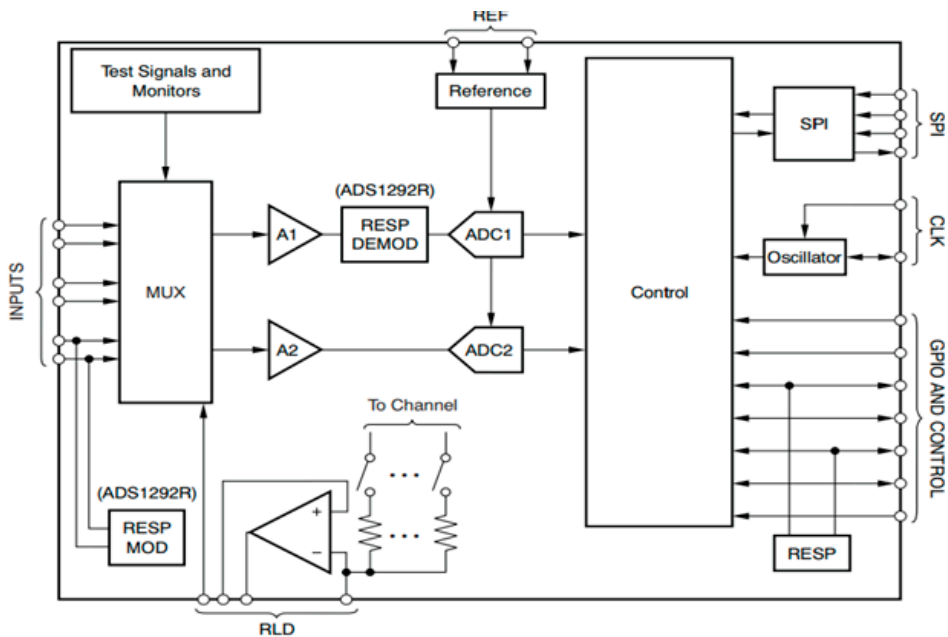 REF
Test Signals and
Monitors
Reference
SPI
SPI
(ADS1292R)
A1
RESP
DEMOD
ADC1
CLK
Oscillator
INPUTS
MUX
Control
A2
ADC2
GPIO AND CONTROL
To Channel
(ADS1292R)
RESP
MOD
+
−
RESP
RLD